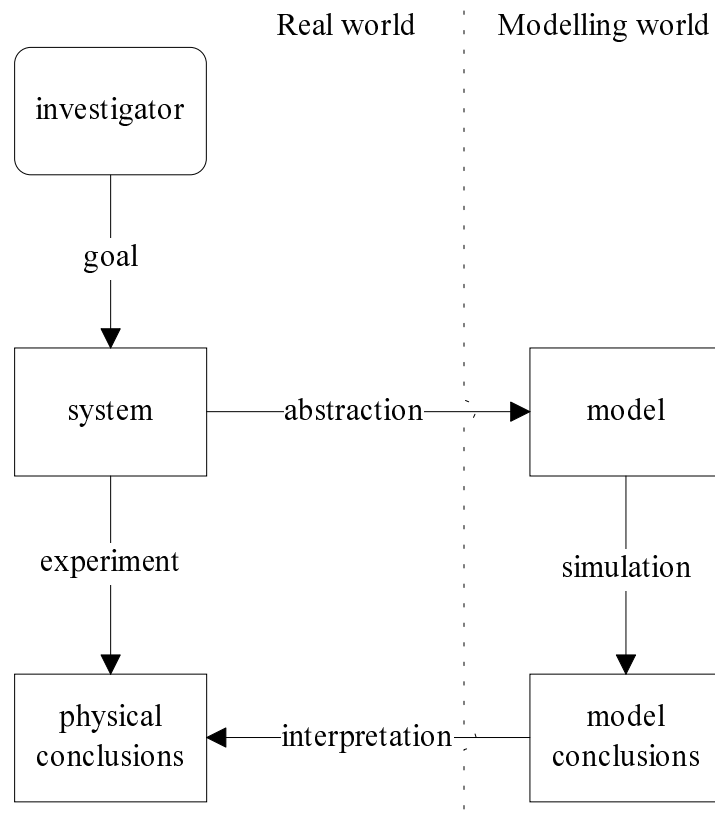 Real world
Modelling world
investigator
goal
system
abstraction
model
experiment
simulation
physical
conclusions
interpretation
model
conclusions